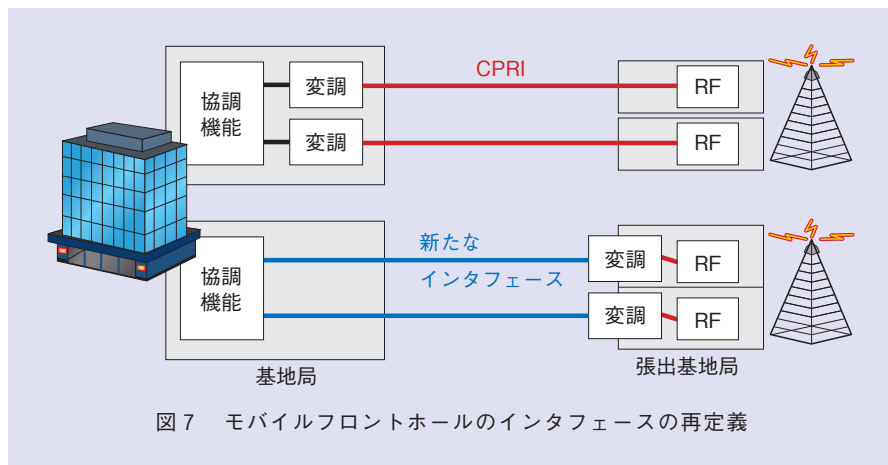 CPRI
協調
機能
変調
RF
変調
RF
新たな
インタフェース
協調
機能
変調
RF
変調
RF
基地局
張出基地局
図7 モバイルフロントホールのインタフェースの再定義